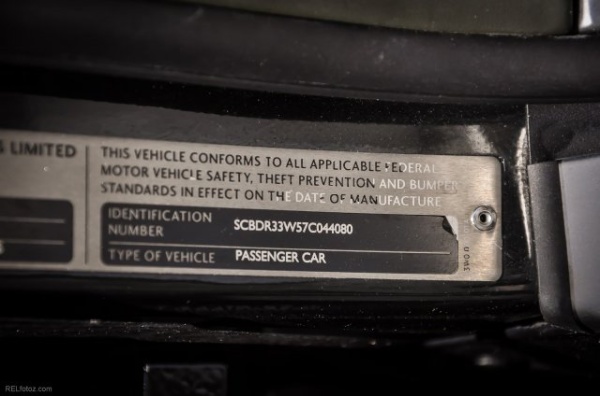 LIMITED
THIS VEHICLE CONFORMS TO ALL APPLICABLE FEDERAL
MOTOR VEHICLE SAFETY, THEFT PREVENTION AND BUMPER
STANDARDS IN EFFECT ON THE DATE OF MANUFACTURE
IDENTIFICATION
NUMBER
SCBDR33W57C044080
TYPE OF VEHICLE PASSENGER CAR
RELfotoz.com